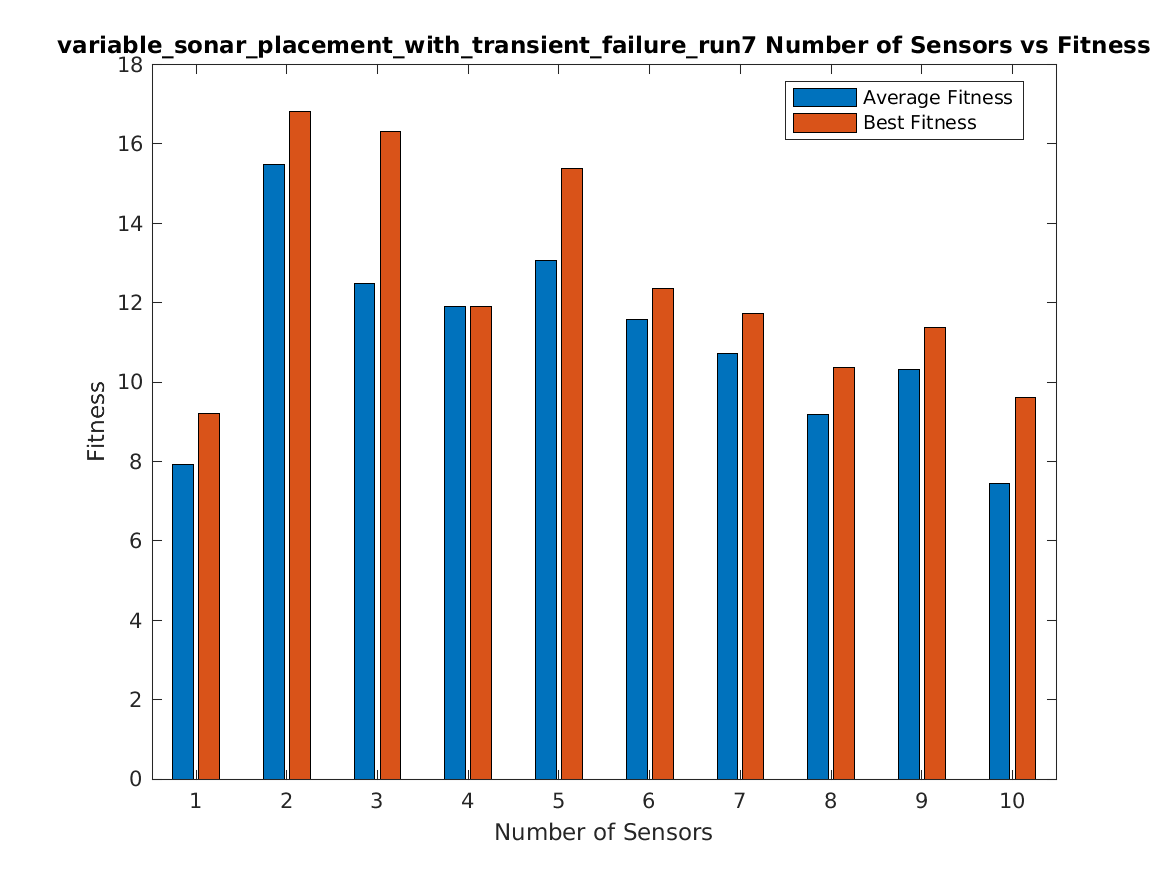 variable_sonar_placement_with_transient_failure_run7 Number of Sensors vs Fitness
18
16
14
12
10
8
6
4
2
0
Fitness
Average Fitness
Best Fitness
1 2 3 4 5 6 7 8 9 10
Number of Sensors